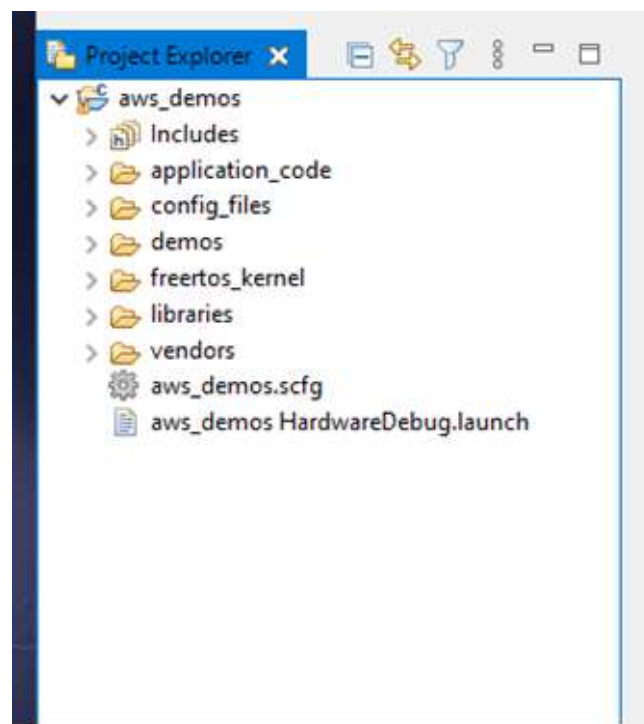 Project Explorer
aws_demos
Includes
application_code
config_files
demos
freertos_kernel
libraries
vendors
aws_demos.scfg
aws_demos HardwareDebug.launch